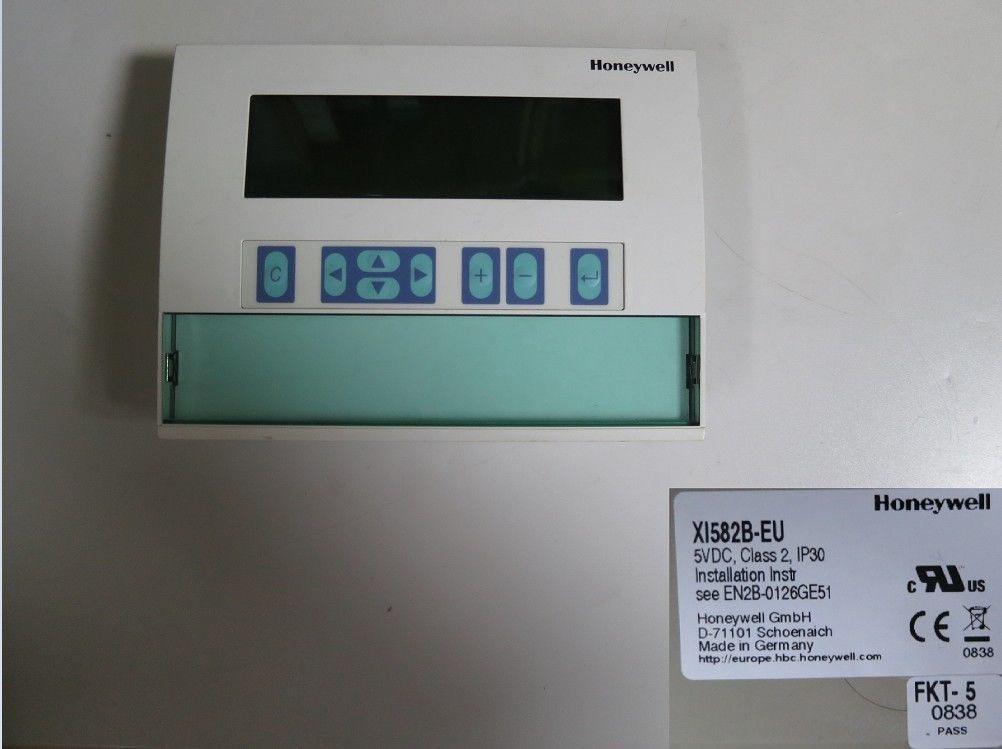 Honeywell
C
+
−
Honeywell
XI582B-EU
5VDC, Class 2, IP30
Installation Instr
see EN2B-0126GE51
c RU US
Honeywell GmbH
D-71101 Schoenaich
Made in Germany
http://europe.hbc.honeywell.com
CE
0838
FKT- 5
0838
PASS